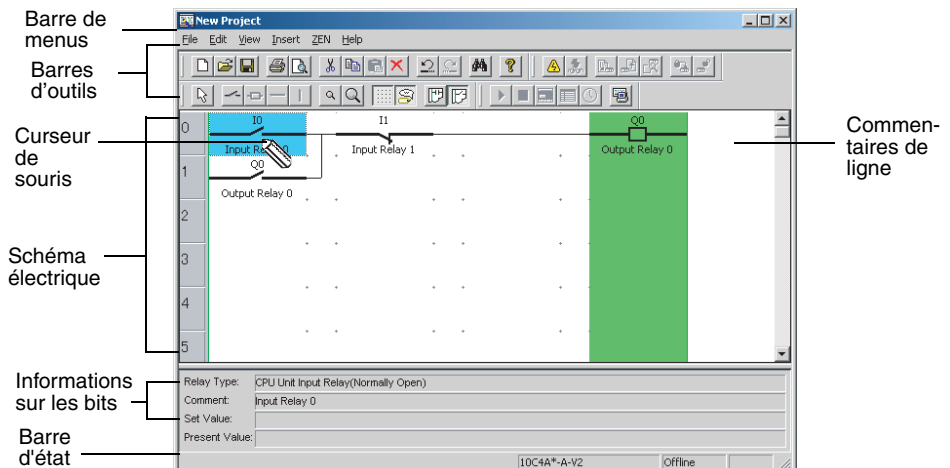 Barre de
menus
Barres
d'outils
Curseur
de
souris
Schéma
électrique
Informations
sur les bits
Barre
d'état
New Project
File Edit View Insert ZEN Help
0 I0 I1 Q0
Input Relay 0 Input Relay 1 Output Relay 0
1 Q0
Output Relay 0
2
3
4
5
Relay Type: CPU Unit Input Relay(Normally Open)
Comment: Input Relay 0
Set Value:
Present Value:
10C4A*-A-V2 Offline
Commen-
taires de
ligne